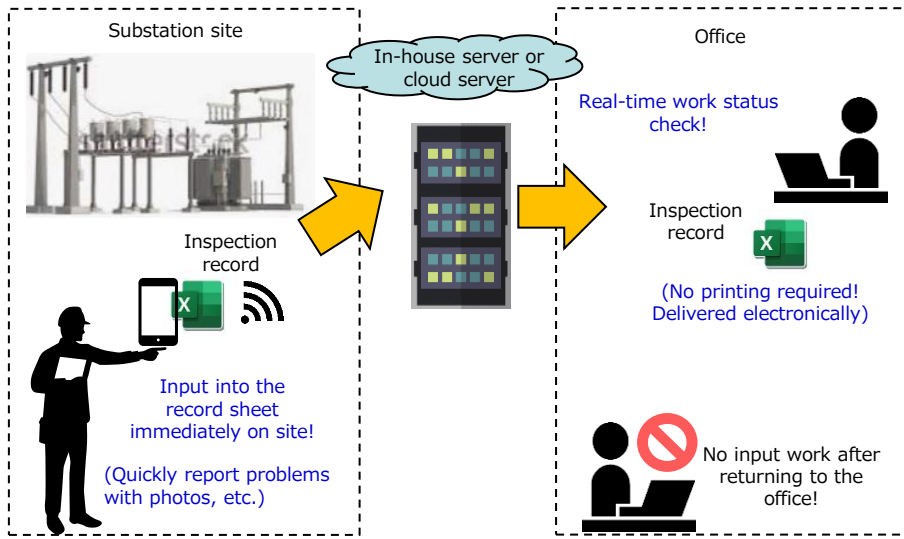 Substation site
In-house server or
cloud server
Office
Real-time work status
check!
Inspection
record
X
Inspection
record
X
(No printing required!
Delivered electronically)
Input into the
record sheet
immediately on site!
(Quickly report problems
with photos, etc.)
No input work after
returning to the
office!